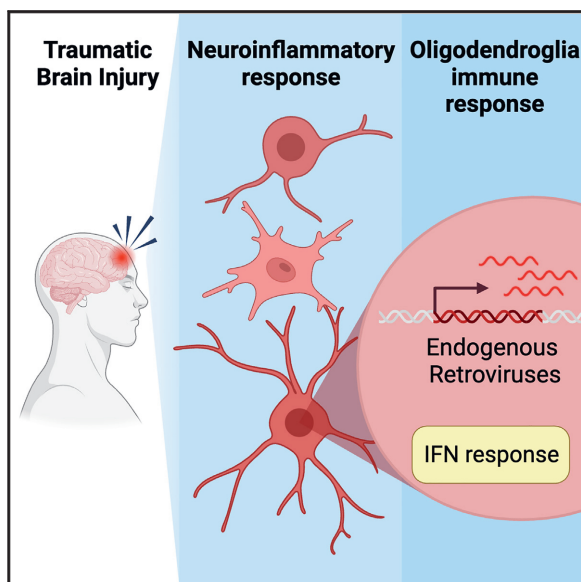 Traumatic
Brain Injury
Neuroinflammatory
response
Oligodendroglia
immune
response
Endogenous
Retroviruses
IFN response